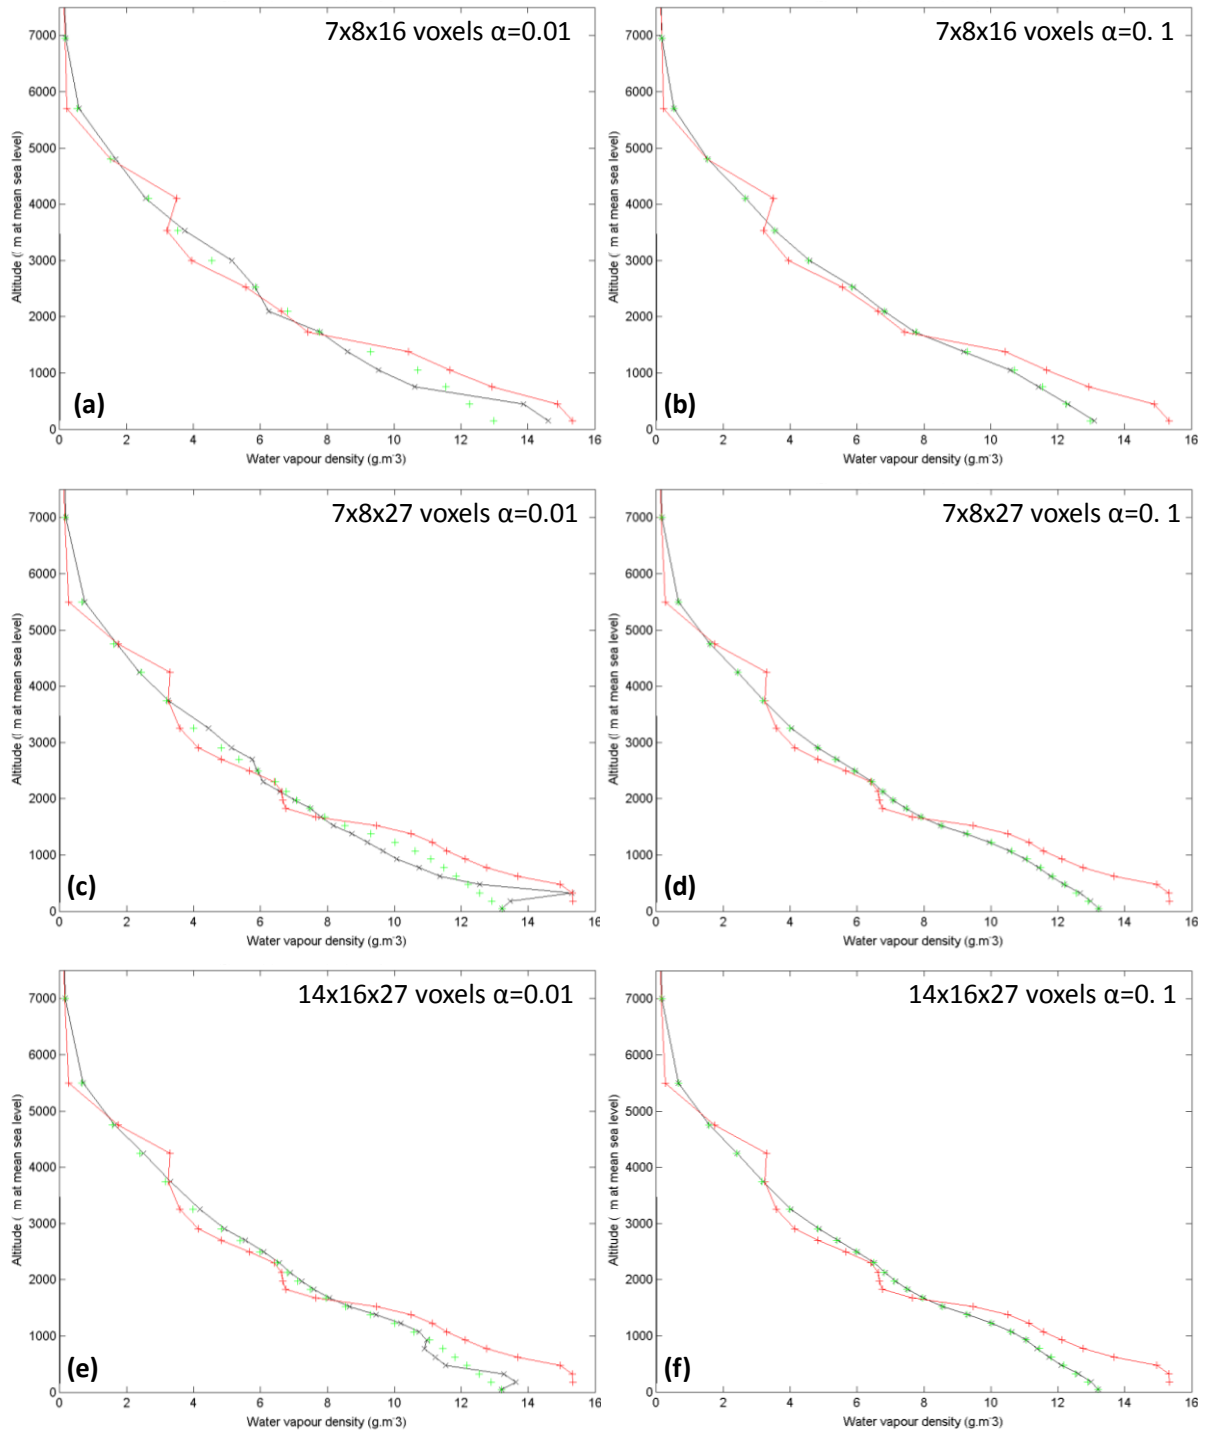 7x8x16 voxels α=0.01
7000
6000
5000
4000
3000
2000
1000
0
Altitude ( m at mean sea level)
(a)
0 2 4 6 8 10 12 14 16
Water vapour density (g.m-3)
7x8x16 voxels α=0. 1
7000
6000
5000
4000
3000
2000
1000
0
Altitude ( m at mean sea level)
(b)
0 2 4 6 8 10 12 14 16
Water vapour density (g.m-3)
7x8x27 voxels α=0.01
7000
6000
5000
4000
3000
2000
1000
0
Altitude ( m at mean sea level)
(c)
0 2 4 6 8 10 12 14 16
Water vapour density (g.m-3)
7x8x27 voxels α=0. 1
7000
6000
5000
4000
3000
2000
1000
0
Altitude ( m at mean sea level)
(d)
0 2 4 6 8 10 12 14 16
Water vapour density (g.m-3)
14x16x27 voxels α=0.01
7000
6000
5000
4000
3000
2000
1000
0
Altitude ( m at mean sea level)
(e)
0 2 4 6 8 10 12 14 16
Water vapour density (g.m-3)
14x16x27 voxels α=0. 1
7000
6000
5000
4000
3000
2000
1000
0
Altitude ( m at mean sea level)
(f)
0 2 4 6 8 10 12 14 16
Water vapour density (g.m-3)